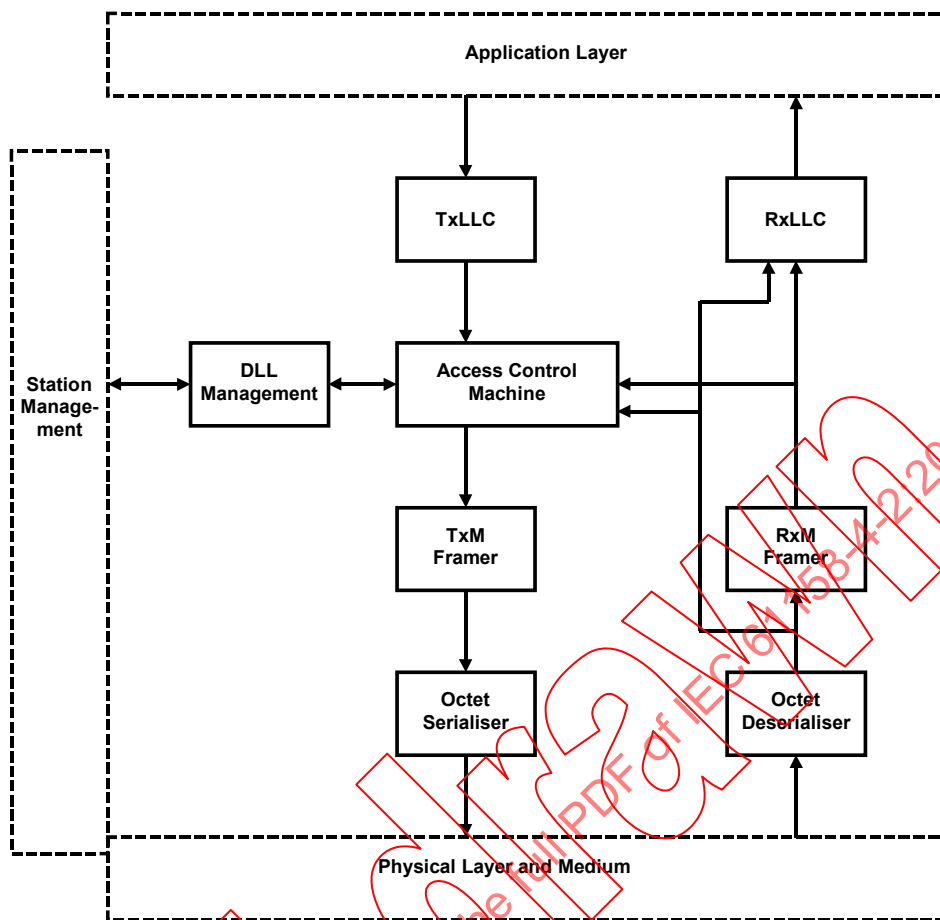 Application Layer
TxLLC
RxLLC
Station
Manage-
ment
DLL
Management
Access Control
Machine
TxM
Framer
RxM
Framer
Octet
Serialiser
Octet
Deserialiser
Physical Layer and Medium
drawn
full PDF of IEC 61158-4-2:20